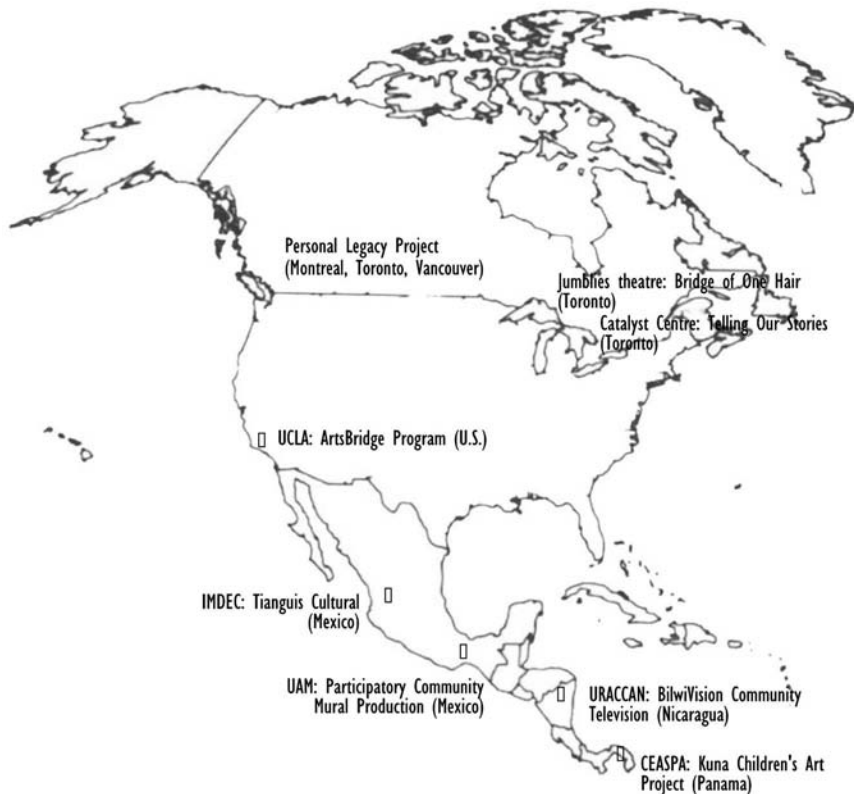 Personal Legacy Project
(Montreal, Toronto, Vancouver)
Jumblies theatre: Bridge of One Hair
(Toronto)
Catalyst Centre: Telling Our Stories
(Toronto)
UCLA: ArtsBridge Program (U.S.)
IMDEC: Tianguis Cultural
(Mexico)
UAM: Participatory Community
Mural Production (Mexico)
URACCAN: BilwiVision Community
Television (Nicaragua)
CEASPA: Kuna Children's Art
Project (Panama)